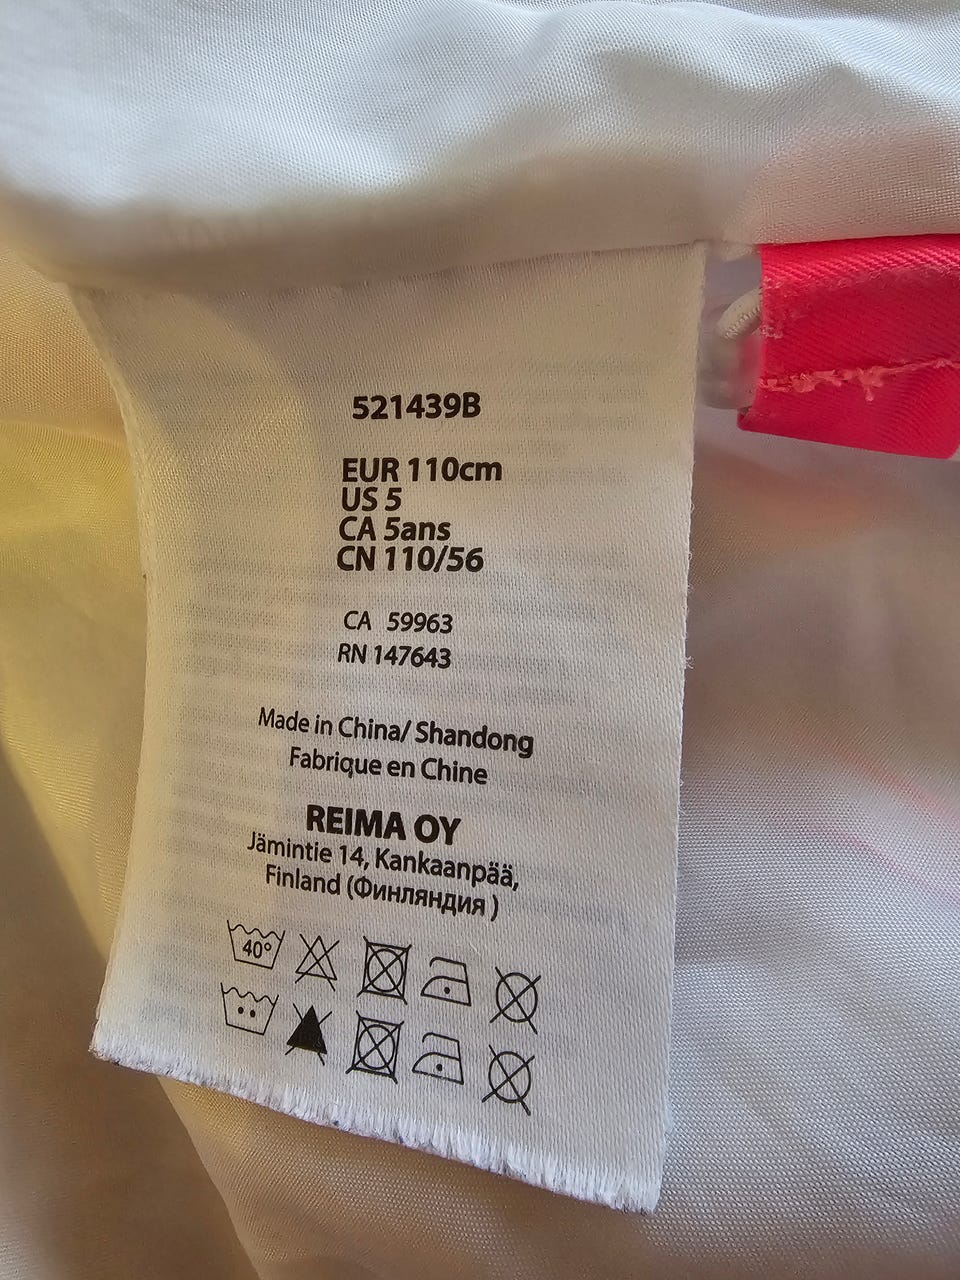 521439B
EUR 110cm
US 5
CA 5ans
CN 110/56
CA 59963
RN 147643
Made in China/ Shandong
Fabrique en Chine
REIMA OY
Jämintie 14, Kankaanpää,
Finland (Финляндия )
40°